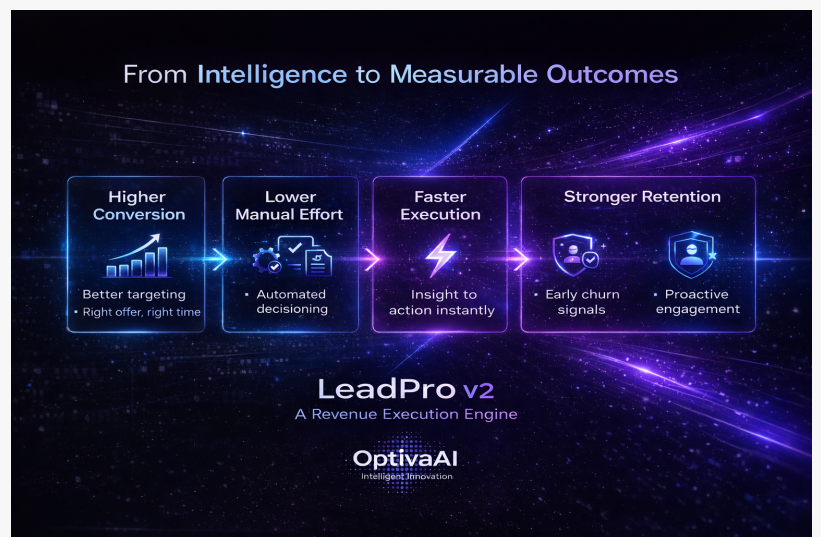 From Intelligence to Measurable Outcomes
Higher
Conversion
Better targeting
• Right offer, right time
Lower
Manual Effort
• Automated
decisioning
Faster
Execution
Insight to
action instantly
Stronger Retention
• Early churn
signals
• Proactive
engagement
LeadPro v2
A Revenue Execution Engine
OptivaAI
Intelligent Innovation